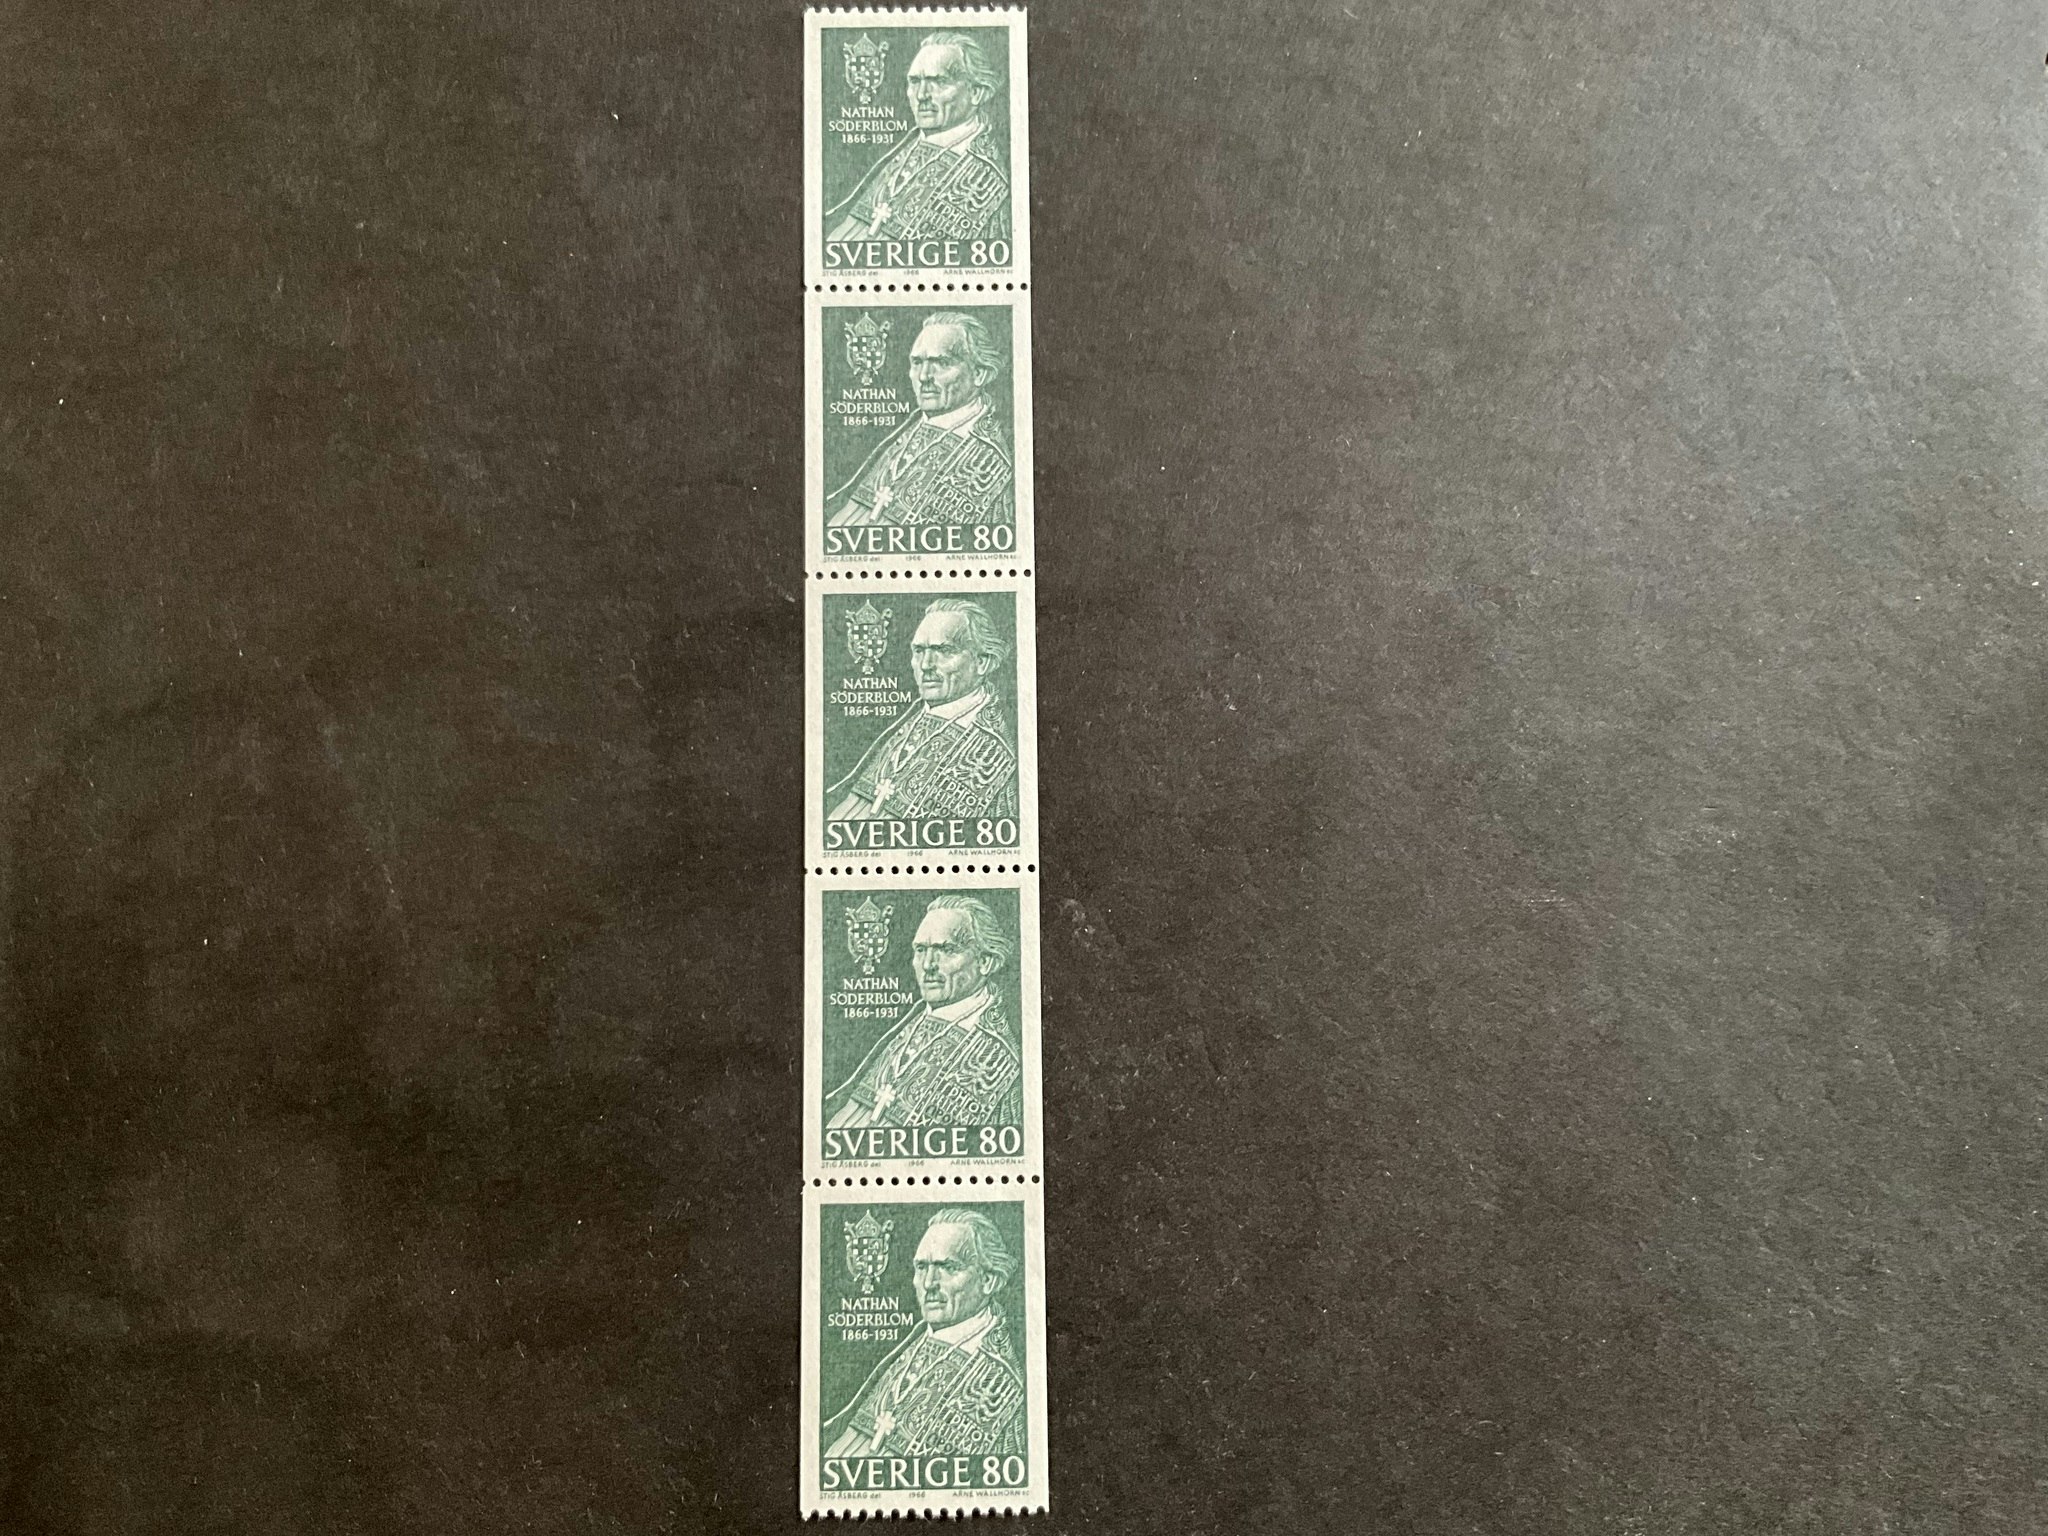 NATHAN
SÖDERBLOM
1866-1931
SVERIGE 80
STIG ÅSBERG del 1966 ARNE WALLHORN sc
NATHAN
SÖDERBLOM
1866-1931
SVERIGE 80
STIG ÅSBERG del 1966 ARNE WALLHORN sc
NATHAN
SÖDERBLOM
1866-1931
SVERIGE 80
STIG ÅSBERG del 1966 ARNE WALLHORN sc
NATHAN
SÖDERBLOM
1866-1931
SVERIGE 80
STIG ÅSBERG del 1966 ARNE WALLHORN sc
NATHAN
SÖDERBLOM
1866-1931
SVERIGE 80
STIG ÅSBERG del 1966 ARNE WALLHORN sc